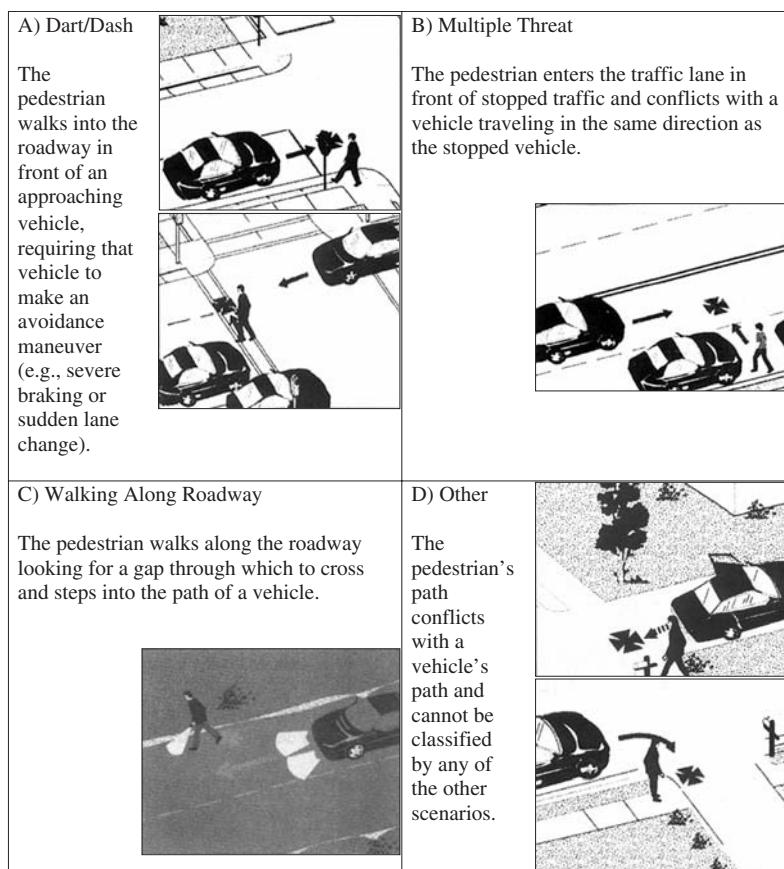 A) Dart/Dash
The
pedestrian
walks into the
roadway in
front of an
approaching
vehicle,
requiring that
vehicle to
make an
avoidance
maneuver
(e.g., severe
braking or
sudden lane
change).
B) Multiple Threat
The pedestrian enters the traffic lane in
front of stopped traffic and conflicts with a
vehicle traveling in the same direction as
the stopped vehicle.
C) Walking Along Roadway
The pedestrian walks along the roadway
looking for a gap through which to cross
and steps into the path of a vehicle.
D) Other
The
pedestrian's
path
conflicts
with a
vehicle's
path and
cannot be
classified
by any of
the other
scenarios.